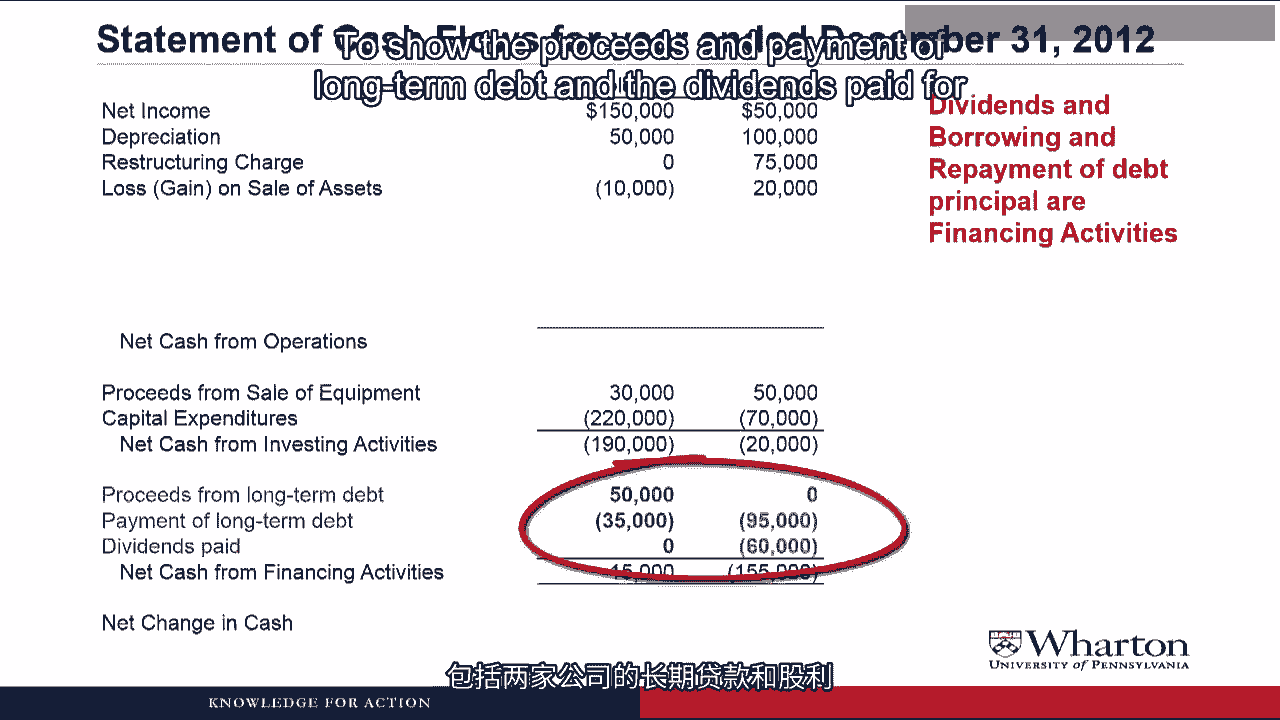 Statement of Cash Flows for year ended December 31, 2012
To show the proceeds and payment of
long-term debt and the dividends paid for
Net Income $150,000 $50,000
Depreciation 50,000 100,000
Restructuring Charge 0 75,000
Loss (Gain) on Sale of Assets (10,000) 20,000
Dividends and
Borrowing and
Repayment of debt
principal are
Financing Activities
Net Cash from Operations
Proceeds from Sale of Equipment 30,000 50,000
Capital Expenditures (220,000) (70,000)
Net Cash from Investing Activities (190,000) (20,000)
Proceeds from long-term debt 50,000 0
Payment of long-term debt (35,000) (95,000)
Dividends paid 0 (60,000)
Net Cash from Financing Activities 15,000 (155,000)
Net Change in Cash
Wharton
UNIVERSITY of PENNSYLVANIA
包括两家公司的长期贷款和股利
KNOWLEDGE FOR ACTION